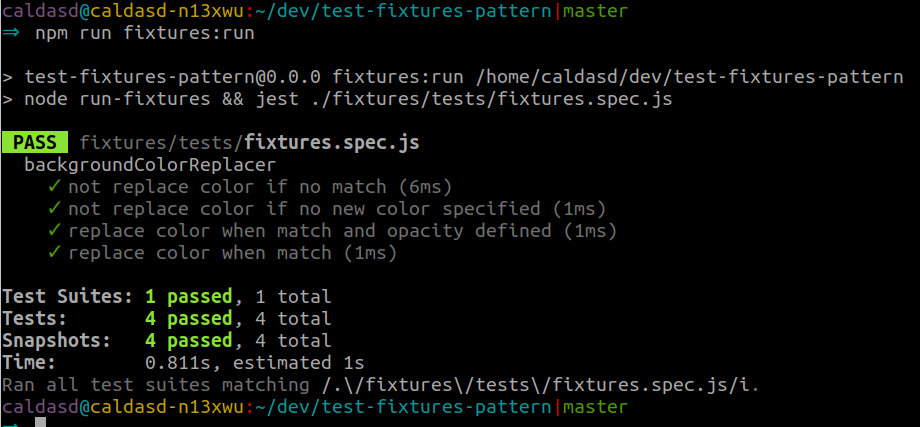 caldasd@caldasd-n13xwu:~/dev/test-fixtures-pattern|master
⇒ npm run fixtures:run
> test-fixtures-pattern@0.0.0 fixtures:run /home/caldasd/dev/test-fixtures-pattern
> node run-fixtures && jest ./fixtures/tests/fixtures.spec.js
PASS fixtures/tests/fixtures.spec.js
backgroundColorReplacer
✓ not replace color if no match (6ms)
✓ not replace color if no new color specified (1ms)
✓ replace color when match and opacity defined (1ms)
✓ replace color when match (1ms)
Test Suites: 1 passed, 1 total
Tests: 4 passed, 4 total
Snapshots: 4 passed, 4 total
Time: 0.811s, estimated 1s
Ran all test suites matching /.\/fixtures\/tests\/fixtures.spec.js/i.
caldasd@caldasd-n13xwu:~/dev/test-fixtures-pattern|master
⇒